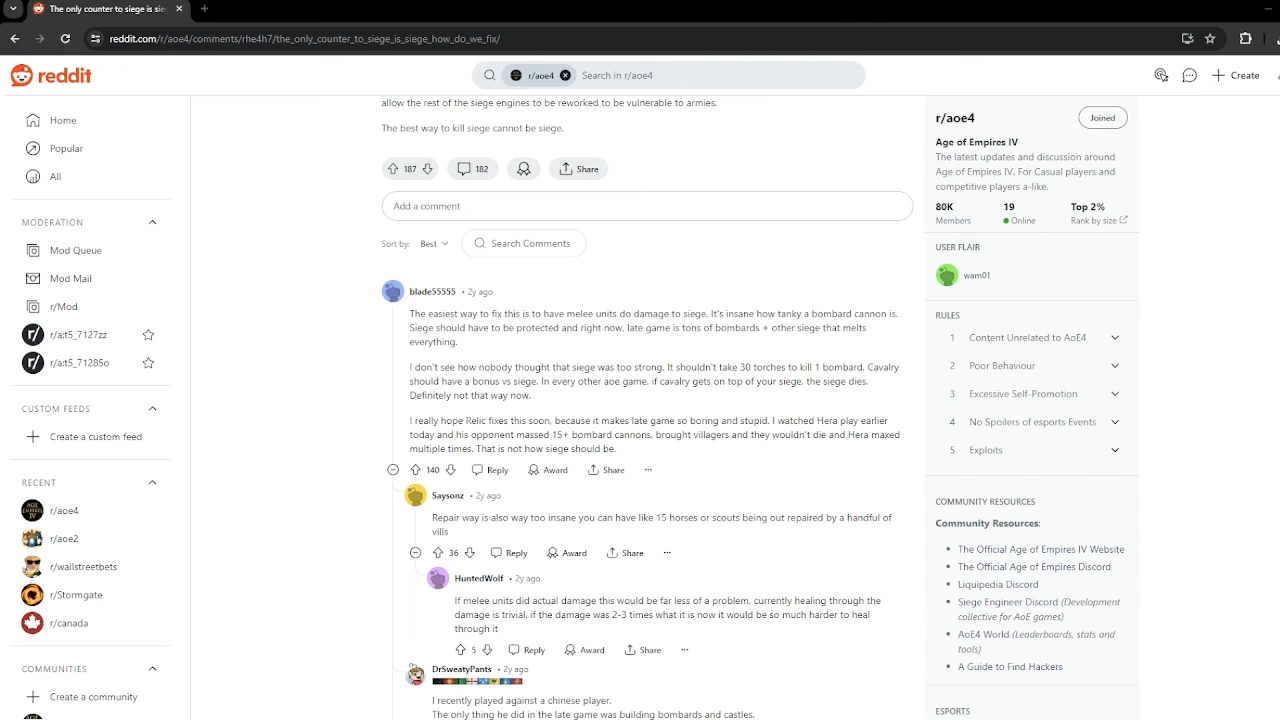 The only counter to siege is sie
reddit.com/r/aoe4/comments/rhe4h7/the_only_counter_to_siege_is_siege_how_do_we_fix/
reddit
r/aoe4
Search in r/aoe4
Create
Home
Popular
All
MODERATION
Mod Queue
Mod Mail
r/Mod
r/a:t5_7127zz
r/a:t5_71285o
CUSTOM FEEDS
Create a custom feed
RECENT
r/aoe4
r/aoe2
r/wallstreetbets
r/Stormgate
r/canada
COMMUNITIES
Create a community
allow the rest of the siege engines to be reworked to be vulnerable to armies.
The best way to kill siege cannot be siege.
187 182 Share
Add a comment
Sort by: Best Search Comments
blade55555 • 2y ago
The easiest way to fix this is to have melee units do damage to siege. It's insane how tanky a bombard cannon is.
Siege should have to be protected and right now, late game is tons of bombards + other siege that melts
everything.
I don't see how nobody thought that siege was too strong. It shouldn't take 30 torches to kill 1 bombard. Cavalry
should have a bonus vs siege. In every other aoe game, if cavalry gets on top of your siege, the siege dies.
Definitely not that way now.
I really hope Relic fixes this soon, because it makes late game so boring and stupid. I watched Hera play earlier
today and his opponent massed 15+ bombard cannons, brought villagers and they wouldn't die and Hera maxed
multiple times. That is not how siege should be.
140 Reply Award Share ···
Saysonz • 2y ago
Repair way is also way too insane you can have like 15 horses or scouts being out repaired by a handful of
vills
36 Reply Award Share ···
HuntedWolf • 2y ago
If melee units did actual damage this would be far less of a problem, currently healing through the
damage is trivial, if the damage was 2-3 times what it is now it would be so much harder to heal
through it
5 Reply Award Share ···
DrSweatyPants • 2y ago
I recently played against a chinese player.
The only thing he did in the late game was building bombards and castles.
r/aoe4
Joined
Age of Empires IV
The latest updates and discussion around
Age of Empires IV. For Casual players and
competitive players a-like.
80K 19 Top 2%
Members Online Rank by size
USER FLAIR
wam01
RULES
1 Content Unrelated to AoE4
2 Poor Behaviour
3 Excessive Self-Promotion
4 No Spoilers of esports Events
5 Exploits
COMMUNITY RESOURCES
Community Resources:
• The Official Age of Empires IV Website
• The Official Age of Empires Discord
• Liquipedia Discord
• Siege Engineer Discord (Development
collective for AoE games)
• AoE4 World (Leaderboards, stats and
tools)
• A Guide to Find Hackers
ESPORTS